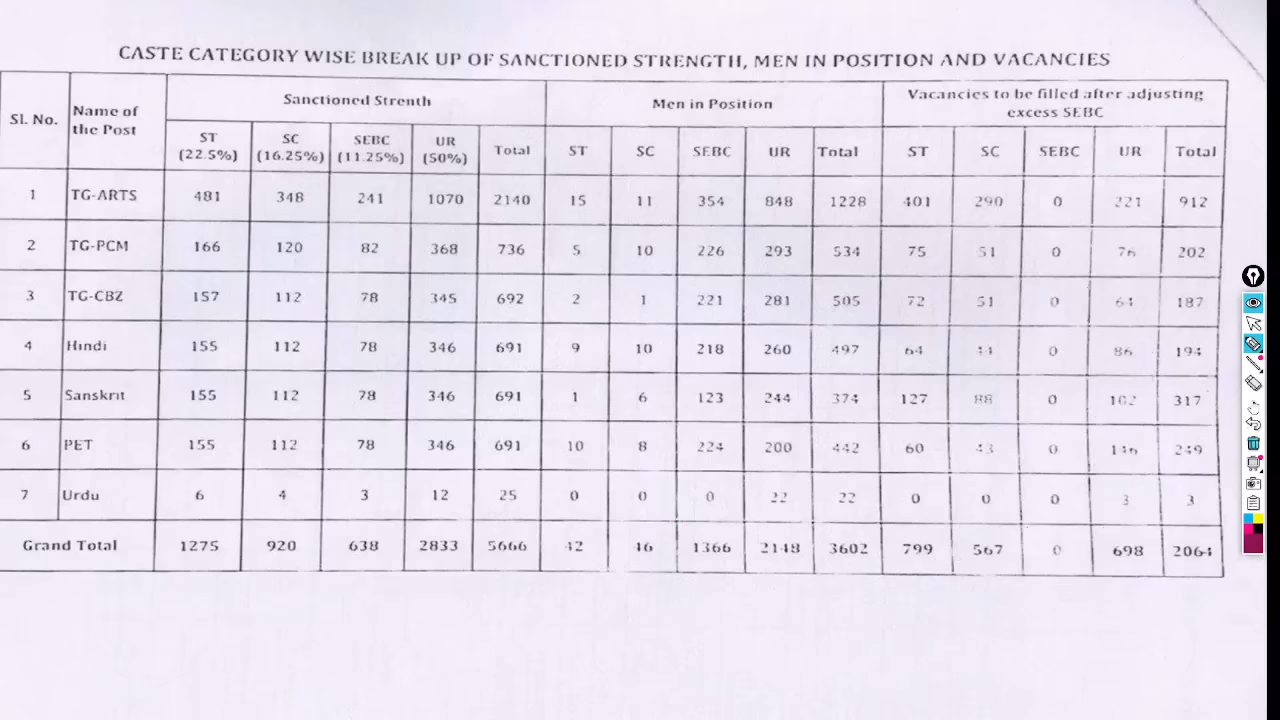 CASTE CATEGORY WISE BREAK UP OF SANCTIONED STRENGTH, MEN IN POSITION AND VACANCIES
Sl. No. Name of the Post Sanctioned Strenth Men in Position Vacancies to be filled after adjusting excess SEBC
ST (22.5%) SC (16.25%) SEBC (11.25%) UR (50%) Total ST SC SEBC UR Total ST SC SEBC UR Total
1 TG-ARTS 481 348 241 1070 2140 15 11 354 848 1228 401 290 0 221 912
2 TG-PCM 166 120 82 368 736 5 10 226 293 534 75 51 0 76 202
3 TG-CBZ 157 112 78 345 692 2 1 221 281 505 72 51 0 64 187
4 Hindi 155 112 78 346 691 9 10 218 260 497 64 44 0 86 194
5 Sanskrit 155 112 78 346 691 1 6 123 244 374 127 88 0 102 317
6 PET 155 112 78 346 691 10 8 224 200 442 60 43 0 146 249
7 Urdu 6 4 3 12 25 0 0 0 22 22 0 0 0 3 3
Grand Total 1275 920 638 2833 5666 42 46 1366 2148 3602 799 567 0 698 2064